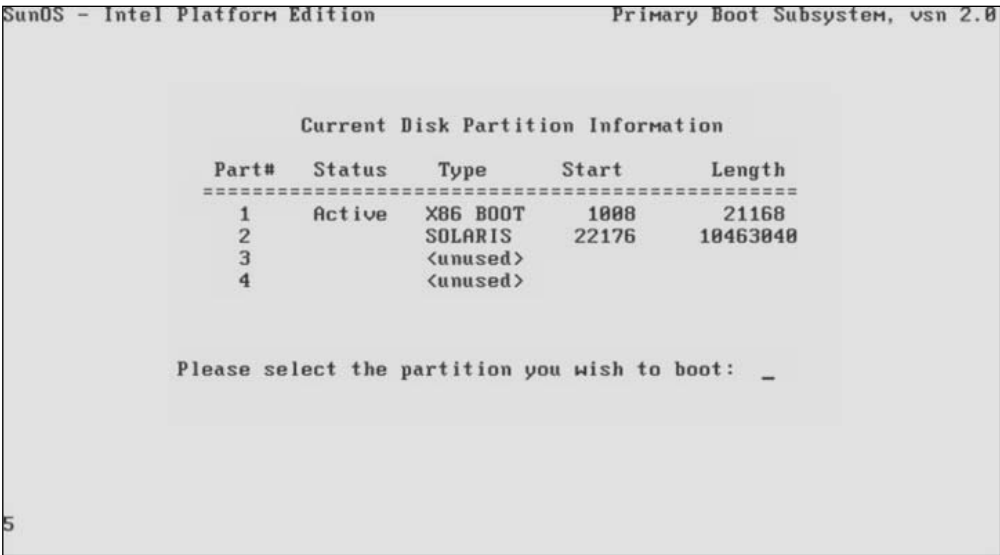 SunOS - Intel Platform Edition Primary Boot Subsystem, vsn 2.0
Current Disk Partition Information
Part# Status Type Start Length
==================================================
1 Active X86 BOOT 1008 21168
2 SOLARIS 22176 10463040
3 <unused>
4 <unused>
Please select the partition you wish to boot: _
5